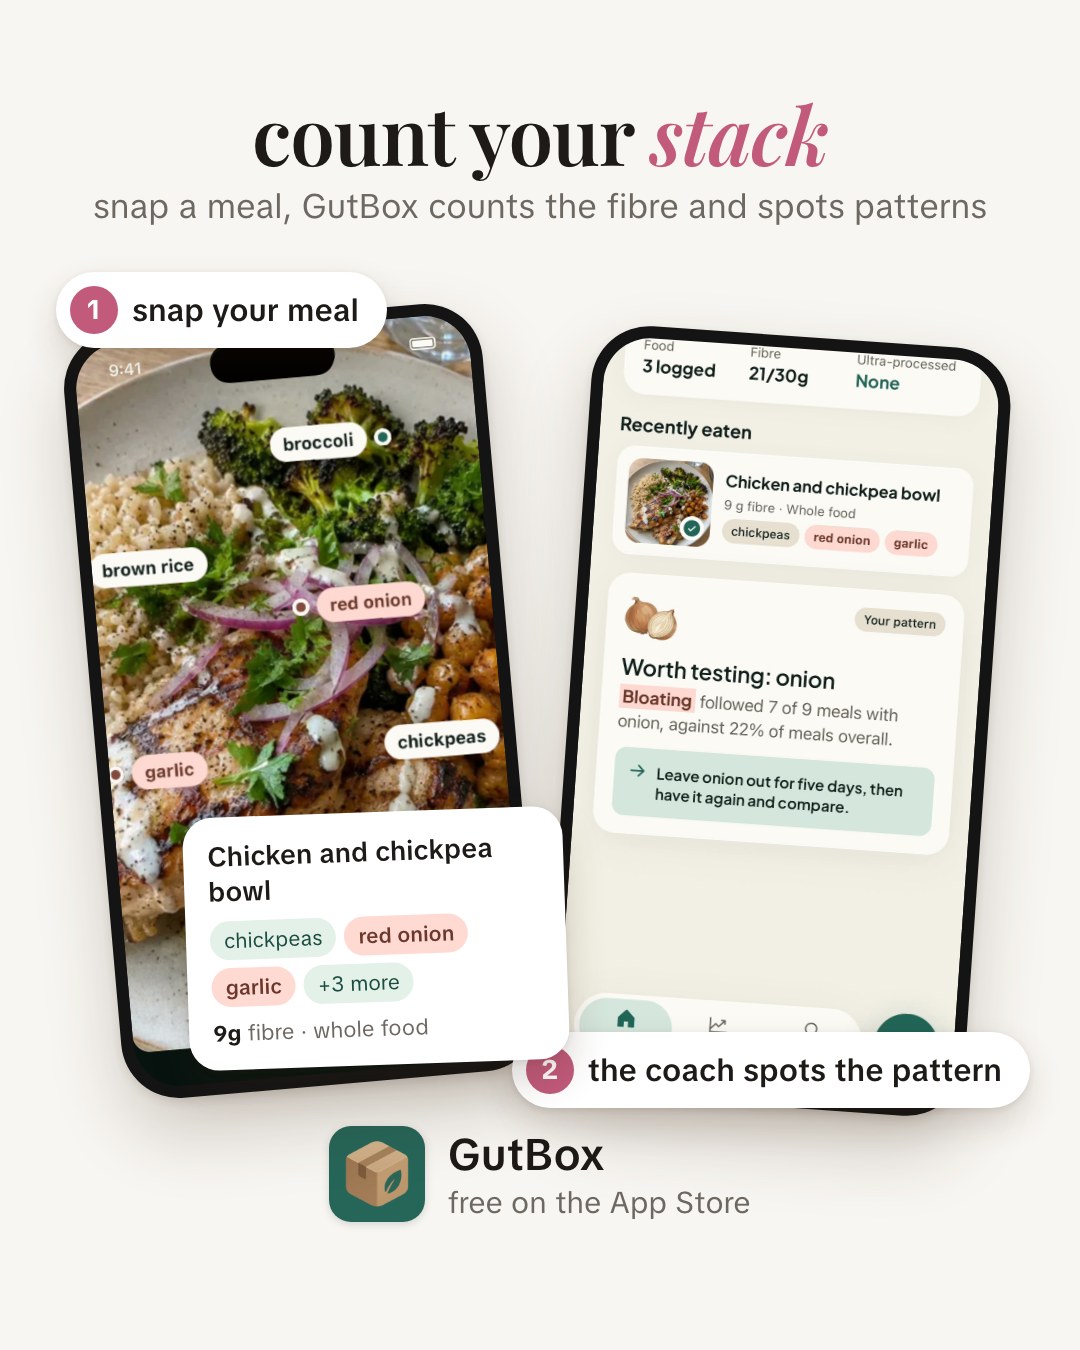 count your stack
snap a meal, GutBox counts the fibre and spots patterns
1 snap your meal
9:41
broccoli
brown rice
red onion
chickpeas
garlic
Chicken and chickpea
bowl
chickpeas red onion
garlic +3 more
9g fibre · whole food
Food Fibre Ultra-processed
3 logged 21/30g None
Recently eaten
Chicken and chickpea bowl
9 g fibre · Whole food
chickpeas red onion garlic
Your pattern
Worth testing: onion
Bloating followed 7 of 9 meals with
onion, against 22% of meals overall.
→ Leave onion out for five days, then
have it again and compare.
2 the coach spots the pattern
GutBox
free on the App Store